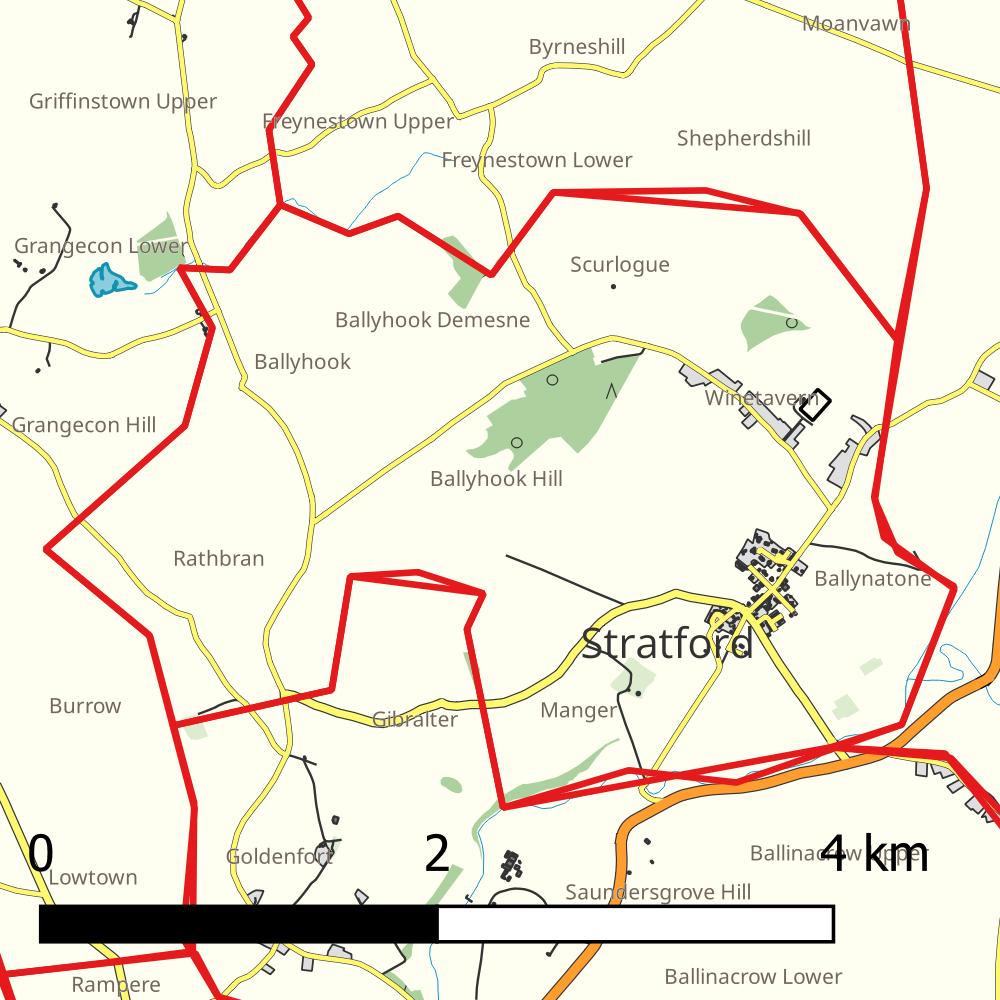 Moanvawn
Byrneshill
Griffinstown Upper
Freynestown Upper
Shepherdshill
Freynestown Lower
Grangecon Lower
Scurlogue
Ballyhook Demesne
Ballyhook
Winetavern
Grangecon Hill
Ballyhook Hill
Rathbran
Ballynatone
Stratford
Burrow
Manger
Gibralter
0
2
4 km
Goldenfort
Ballinacrow Upper
Lowtown
Saundersgrove Hill
Rampere
Ballinacrow Lower